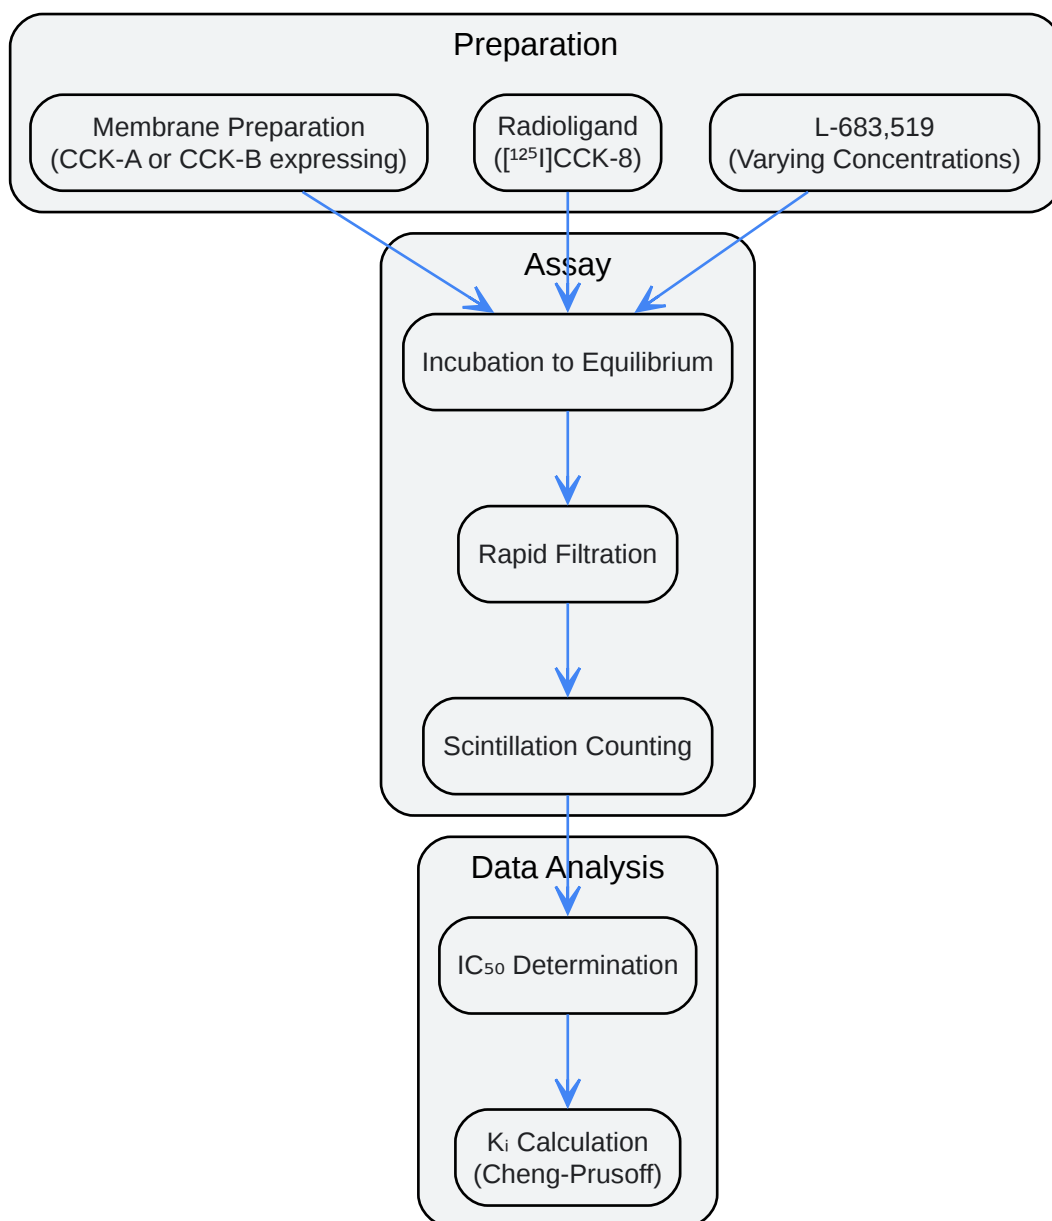 Preparation
Membrane Preparation
(CCK-A or CCK-B expressing)
Radioligand
([¹²⁵I]CCK-8)
L-683,519
(Varying Concentrations)
Assay
Incubation to Equilibrium
Rapid Filtration
Scintillation Counting
Data Analysis
IC₅₀ Determination
Kᵢ Calculation
(Cheng-Prusoff)